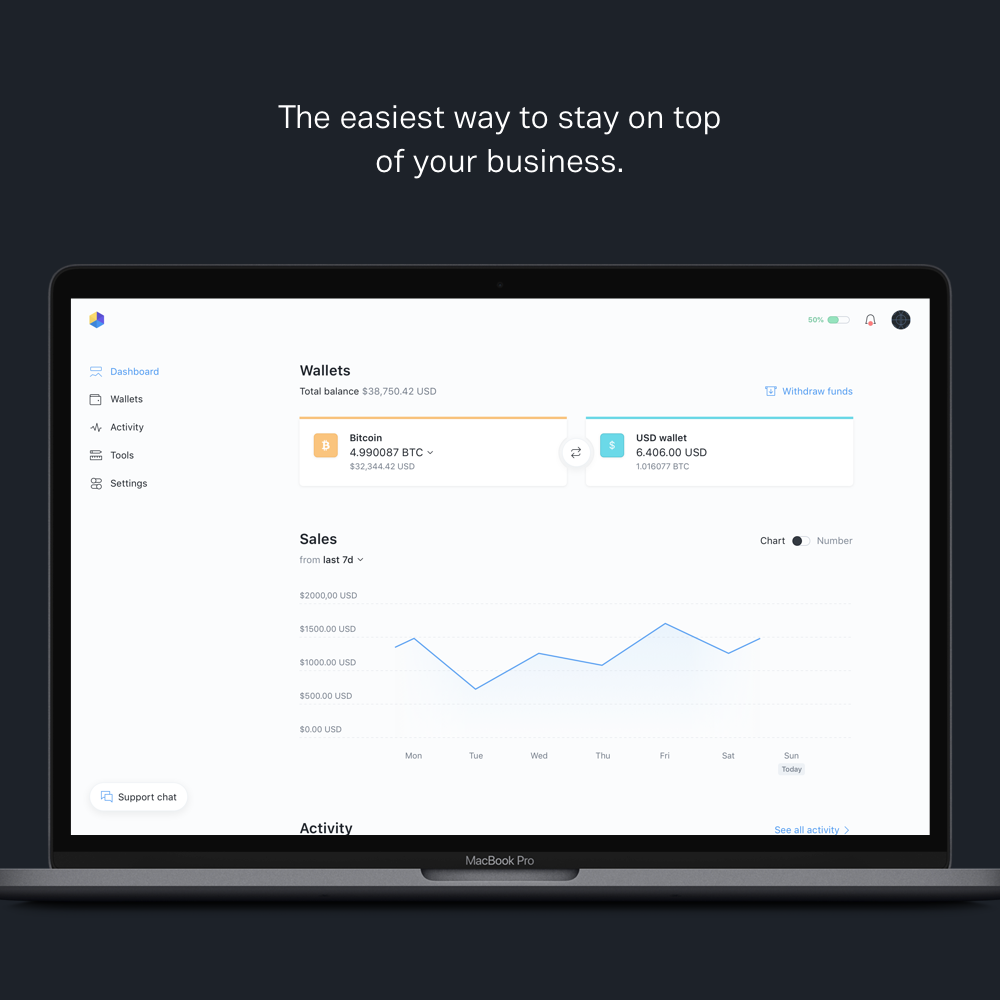 The easiest way to stay on top
of your business.
50%
Dashboard
Wallets
Activity
Tools
Settings
Support chat
Wallets
Total balance $38,750.42 USD
Withdraw funds
Bitcoin
4.990087 BTC
$32,344.42 USD
$
USD wallet
6.406.00 USD
1.016077 BTC
Sales
from last 7d
Chart Number
$2000,00 USD
$1500.00 USD
$1000.00 USD
$500.00 USD
$0.00 USD
Mon Tue Wed Thu Fri Sat Sun
Today
Activity
See all activity
MacBook Pro